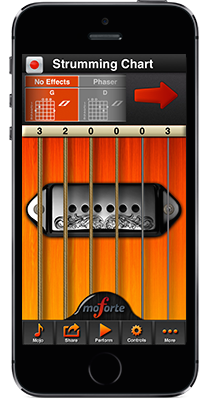 Strumming Chart
No Effects Phaser
G D
3 2 0 0 0 3
moforte
Mojo Share Perform Controls More